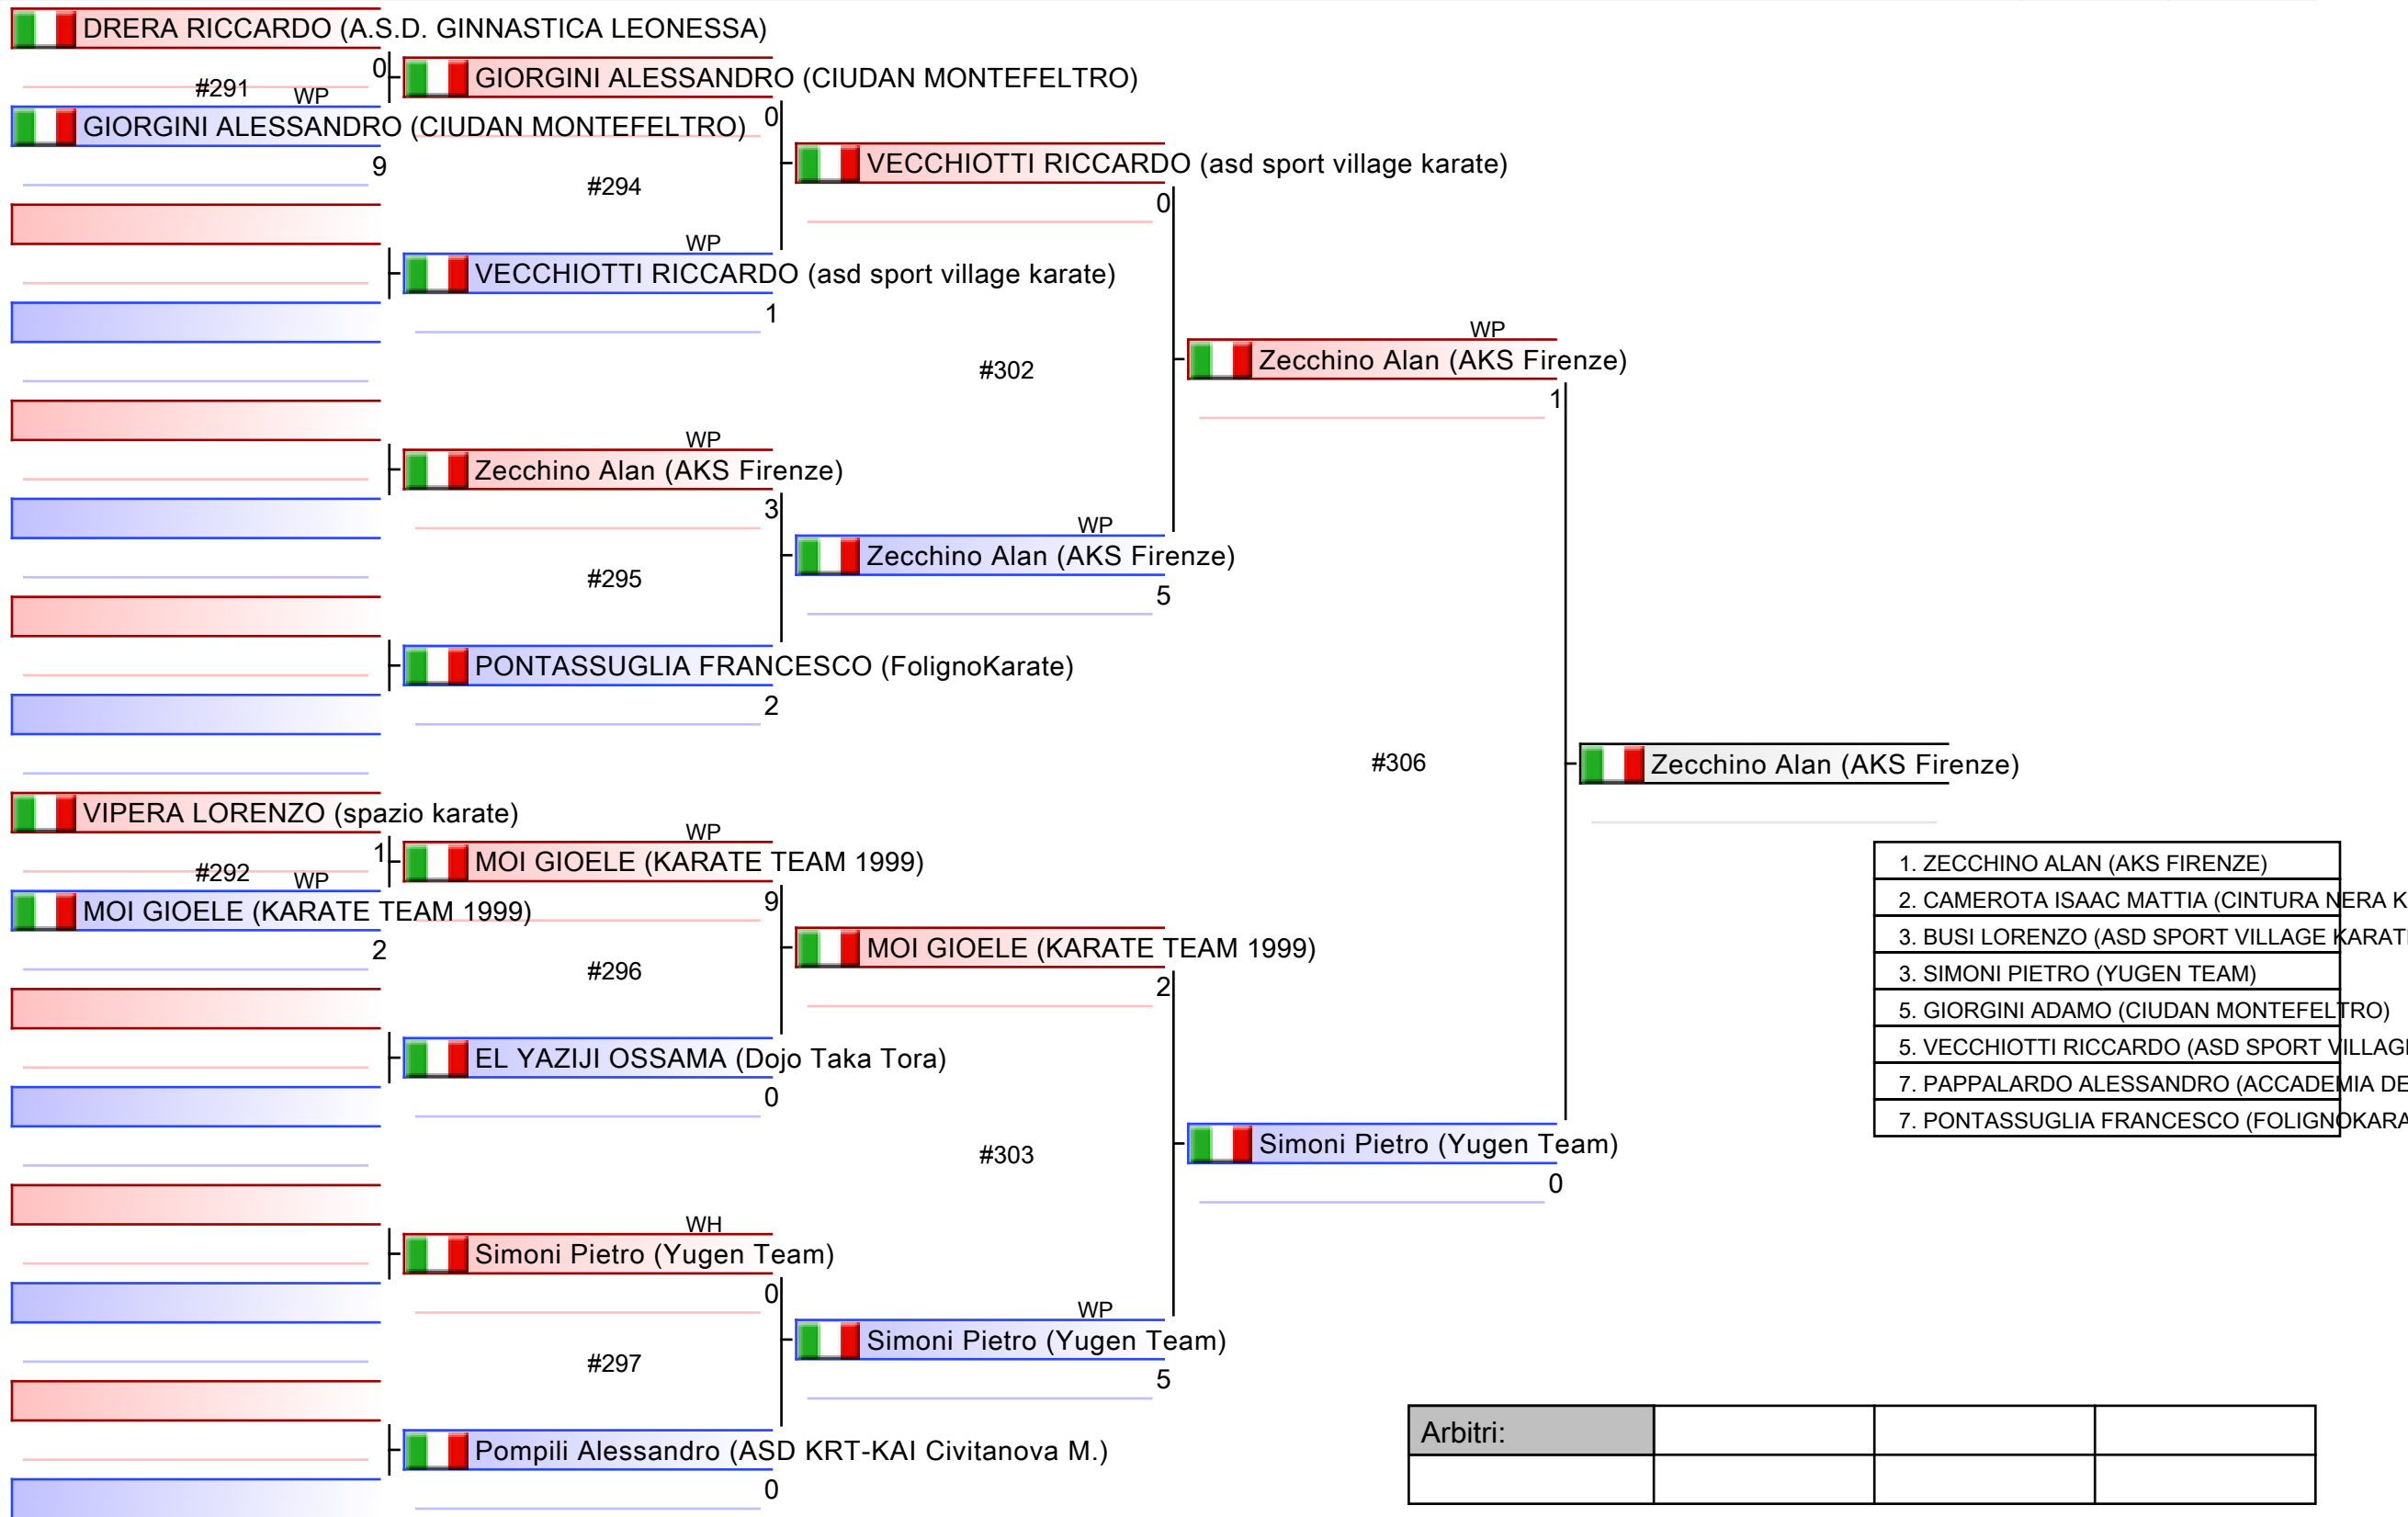 DRERA RICCARDO (A.S.D. GINNASTICA LEONESSA)
0
#291 WP
GIORGINI ALESSANDRO (CIUDAN MONTEFELTRO)
9
VIPERA LORENZO (spazio karate)
1
#292 WP
MOI GIOELE (KARATE TEAM 1999)
2
GIORGINI ALESSANDRO (CIUDAN MONTEFELTRO)
0
#294
WP
VECCHIOTTI RICCARDO (asd sport village karate)
1
WP
Zecchino Alan (AKS Firenze)
3
#295
PONTASSUGLIA FRANCESCO (FolignoKarate)
2
WP
MOI GIOELE (KARATE TEAM 1999)
9
#296
EL YAZIJI OSSAMA (Dojo Taka Tora)
0
WH
Simoni Pietro (Yugen Team)
0
#297
Pompili Alessandro (ASD KRT-KAI Civitanova M.)
0
VECCHIOTTI RICCARDO (asd sport village karate)
0
#302
WP
Zecchino Alan (AKS Firenze)
5
MOI GIOELE (KARATE TEAM 1999)
2
#303
WP
Simoni Pietro (Yugen Team)
5
WP
Zecchino Alan (AKS Firenze)
1
#306
Simoni Pietro (Yugen Team)
0
Zecchino Alan (AKS Firenze)
1. ZECCHINO ALAN (AKS FIRENZE)
2. CAMEROTA ISAAC MATTIA (CINTURA NERA K
3. BUSI LORENZO (ASD SPORT VILLAGE KARAT
3. SIMONI PIETRO (YUGEN TEAM)
5. GIORGINI ADAMO (CIUDAN MONTEFELTRO)
5. VECCHIOTTI RICCARDO (ASD SPORT VILLAG
7. PAPPALARDO ALESSANDRO (ACCADEMIA DE
7. PONTASSUGLIA FRANCESCO (FOLIGNOKARA
Arbitri: